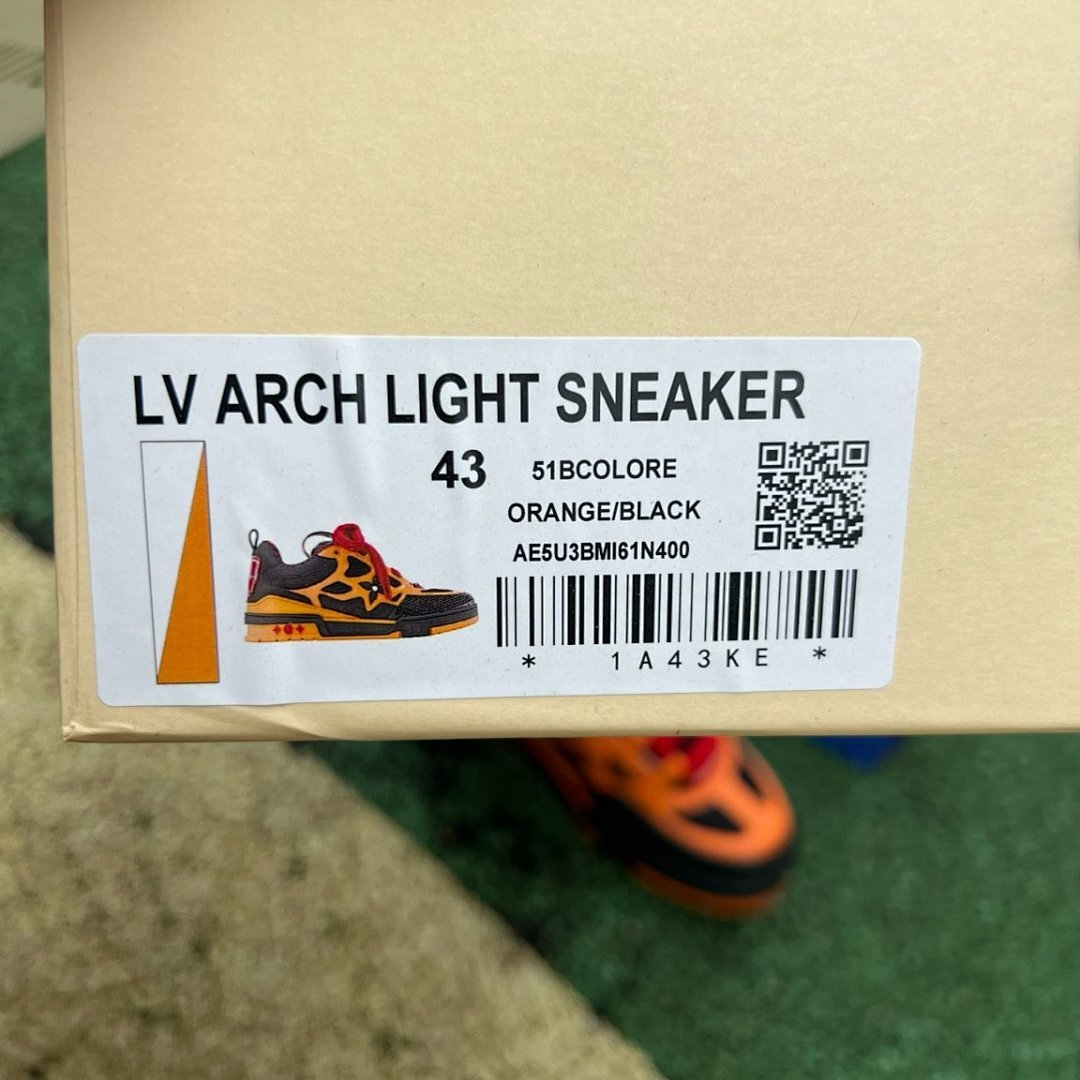 LV ARCH LIGHT SNEAKER
43 51BCOLORE
ORANGE/BLACK
AE5U3BMI61N400
* 1A43KE *